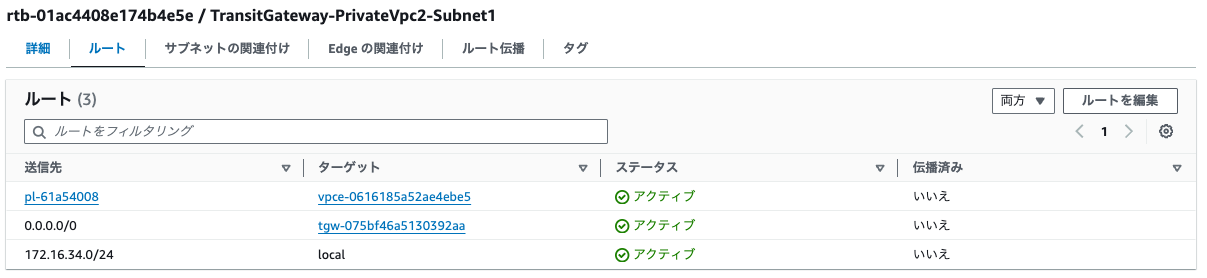 rtb-01ac4408e174b4e5e / TransitGateway-PrivateVpc2-Subnet1
詳細 ルート サブネットの関連付け Edge の関連付け ルート伝播 タグ
ルート (3) 両方 ルートを編集
ルートをフィルタリング 1
送信先 ターゲット ステータス 伝播済み
pl-61a54008 vpce-0616185a52ae4ebe5 アクティブ いいえ
0.0.0.0/0 tgw-075bf46a5130392aa アクティブ いいえ
172.16.34.0/24 local アクティブ いいえ